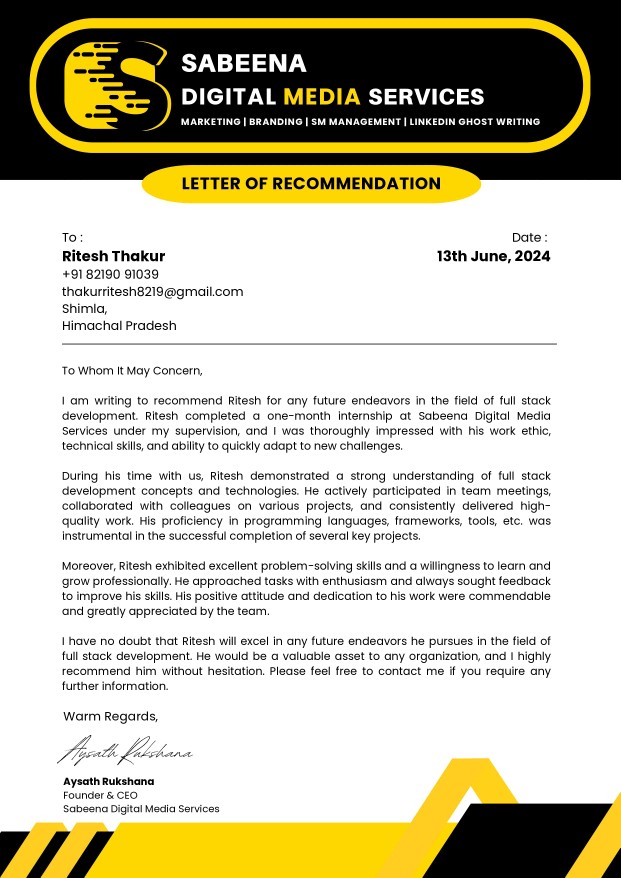 SABEENA
DIGITAL MEDIA SERVICES
MARKETING | BRANDING | SM MANAGEMENT | LINKEDIN GHOST WRITING
LETTER OF RECOMMENDATION
To :
Ritesh Thakur
+91 82190 91039
thakurritesh8219@gmail.com
Shimla,
Himachal Pradesh
Date :
13th June, 2024
To Whom It May Concern,
I am writing to recommend Ritesh for any future endeavors in the field of full stack
development. Ritesh completed a one-month internship at Sabeena Digital Media
Services under my supervision, and I was thoroughly impressed with his work ethic,
technical skills, and ability to quickly adapt to new challenges.
During his time with us, Ritesh demonstrated a strong understanding of full stack
development concepts and technologies. He actively participated in team meetings,
collaborated with colleagues on various projects, and consistently delivered high-
quality work. His proficiency in programming languages, frameworks, tools, etc. was
instrumental in the successful completion of several key projects.
Moreover, Ritesh exhibited excellent problem-solving skills and a willingness to learn and
grow professionally. He approached tasks with enthusiasm and always sought feedback
to improve his skills. His positive attitude and dedication to his work were commendable
and greatly appreciated by the team.
I have no doubt that Ritesh will excel in any future endeavors he pursues in the field of
full stack development. He would be a valuable asset to any organization, and I highly
recommend him without hesitation. Please feel free to contact me if you require any
further information.
Warm Regards,
Aysath Rukshana
Aysath Rukshana
Founder & CEO
Sabeena Digital Media Services